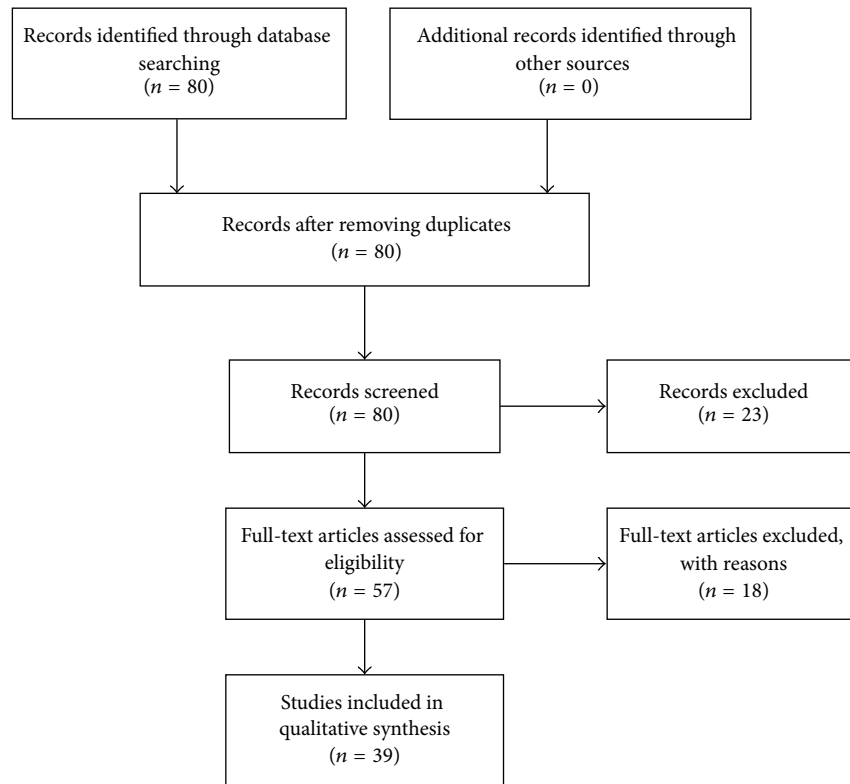 Records identified through database
searching
(n = 80)
Additional records identified through
other sources
(n = 0)
Records after removing duplicates
(n = 80)
Records screened
(n = 80)
Records excluded
(n = 23)
Full-text articles assessed for
eligibility
(n = 57)
Full-text articles excluded,
with reasons
(n = 18)
Studies included in
qualitative synthesis
(n = 39)